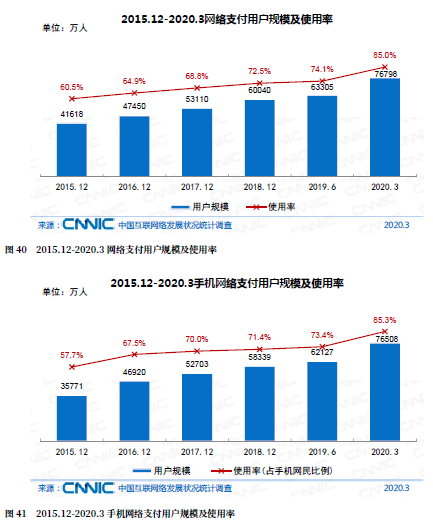 2015.12-2020.3网络支付用户规模及使用率
单位：万人
60.5% 64.9% 68.8% 72.5% 74.1% 85.0%
41618 47450 53110 60040 63305 76798
2015.12 2016.12 2017.12 2018.12 2019.6 2020.3
用户规模 使用率
来源：CNNIC 中国互联网络发展状况统计调查 2020.3
图 40 2015.12-2020.3 网络支付用户规模及使用率
2015.12-2020.3手机网络支付用户规模及使用率
单位：万人
57.7% 67.5% 70.0% 71.4% 73.4% 85.3%
35771 46920 52703 58339 62127 76508
2015.12 2016.12 2017.12 2018.12 2019.6 2020.3
用户规模 使用率(占手机网民比例)
来源：CNNIC 中国互联网络发展状况统计调查 2020.3
图 41 2015.12-2020.3 手机网络支付用户规模及使用率